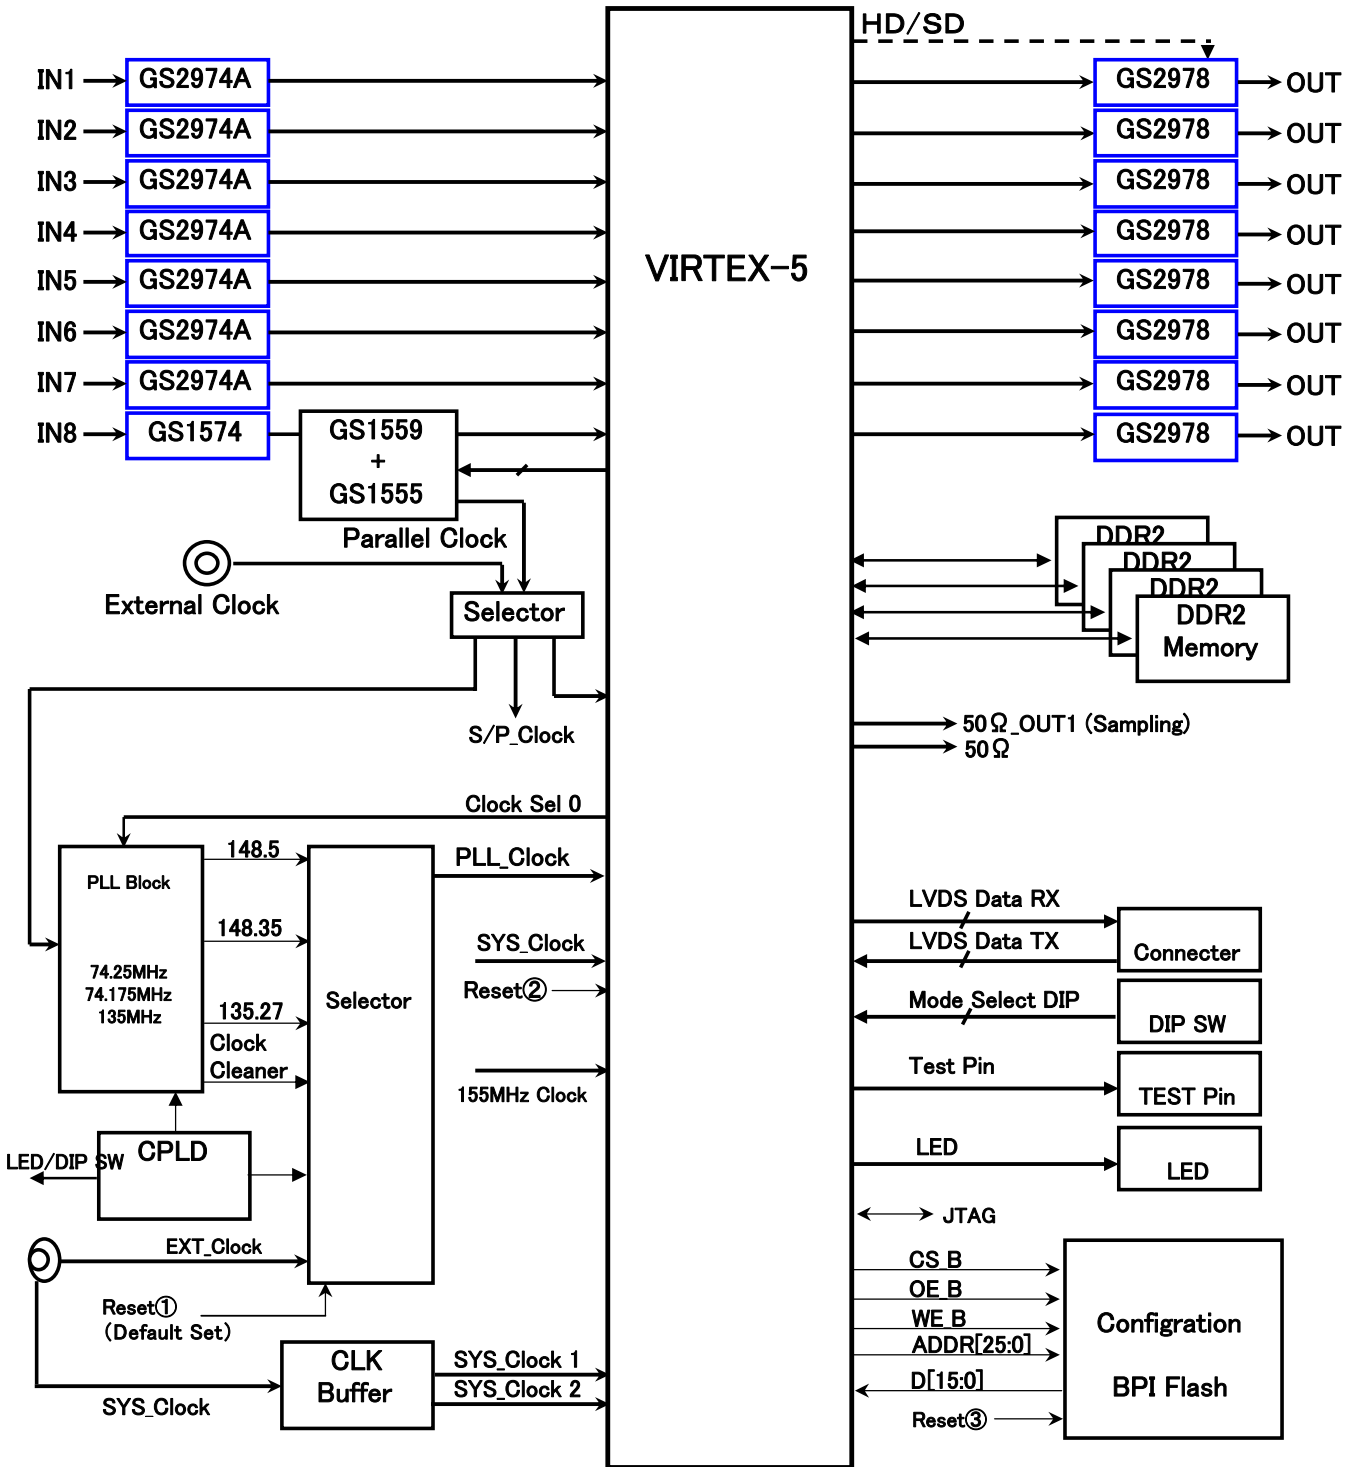 HD/SD
IN1 GS2974A GS2978 OUT
IN2 GS2974A GS2978 OUT
IN3 GS2974A GS2978 OUT
IN4 GS2974A GS2978 OUT
VIRTEX-5
IN5 GS2974A GS2978 OUT
IN6 GS2974A GS2978 OUT
IN7 GS2974A GS2978 OUT
IN8 GS1574 GS2978 OUT
GS1559
+
GS1555
Parallel Clock
External Clock
Selector
S/P_Clock
DDR2
DDR2
DDR2
DDR2
Memory
50Ω_OUT1 (Sampling)
50Ω
Clock Sel 0
PLL Block
74.25MHz
74.175MHz
135MHz
148.5
148.35
135.27
Clock
Cleaner
Selector
PLL_Clock
SYS_Clock
Reset②
155MHz Clock
CPLD
LED/DIP SW
EXT_Clock
Reset①
(Default Set)
CLK
Buffer
SYS_Clock
SYS_Clock 1
SYS_Clock 2
LVDS Data RX
LVDS Data TX
Connecter
Mode Select DIP
DIP SW
Test Pin
TEST Pin
LED
LED
JTAG
CS_B
OE_B
WE_B
ADDR[25:0]
D[15:0]
Reset③
Configration
BPI Flash